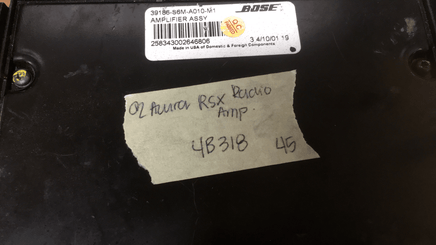 39186-S6M-A010-M1
AMPLIFIER ASSY
BOSE
258343002646806
3 4/10/01 19
Made in USA of Domestic & Foreign Components
02 Acura RSX Radio
Amp.
4B318 45